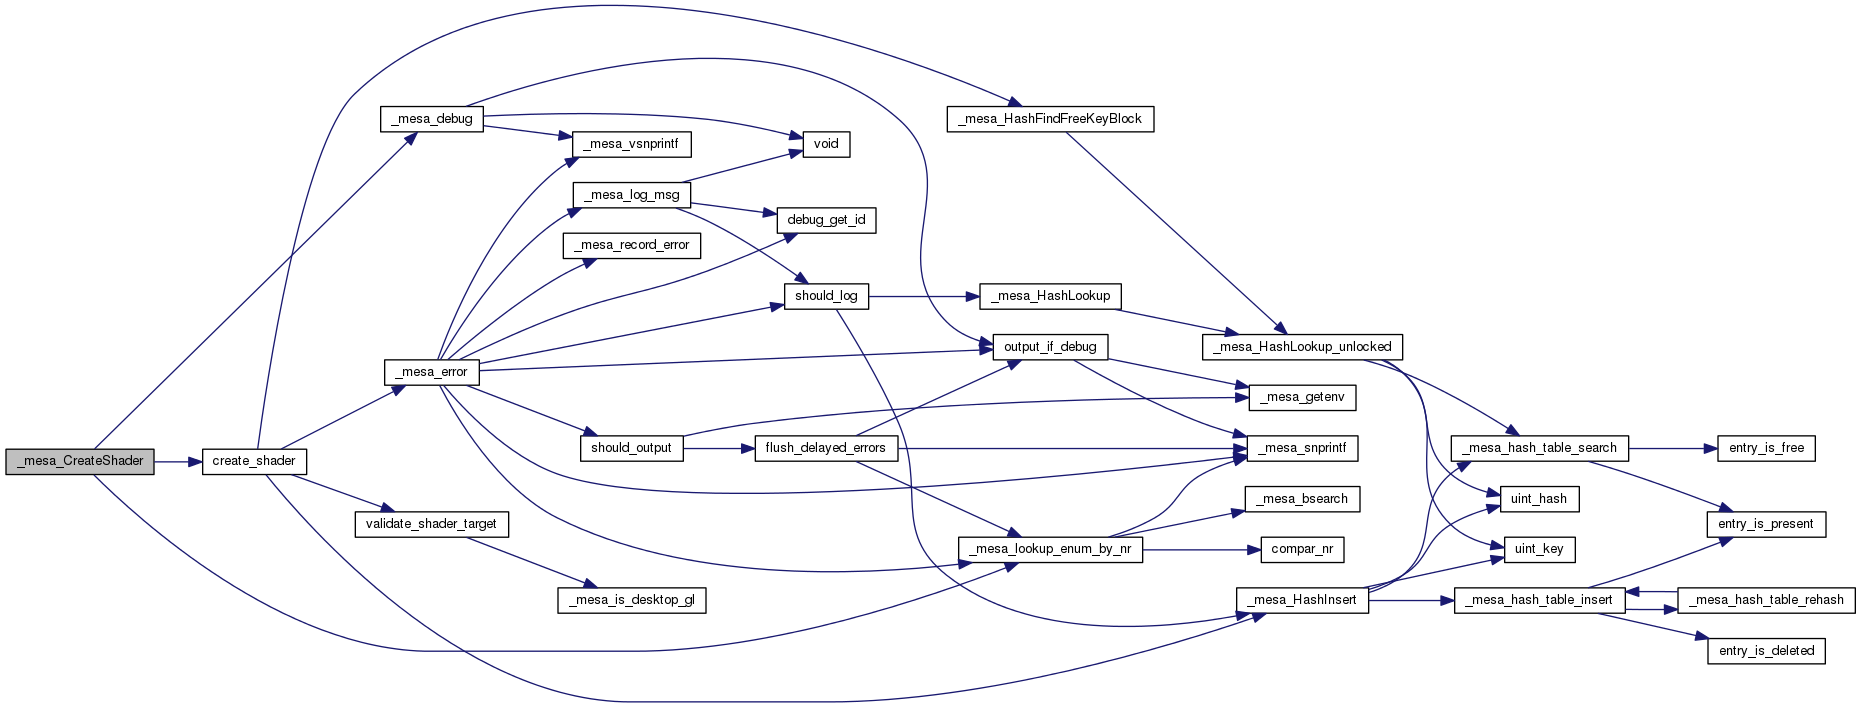 _mesa_CreateShader
create_shader
_mesa_debug
_mesa_error
validate_shader_target
_mesa_vsnprintf
_mesa_log_msg
_mesa_record_error
should_output
_mesa_is_desktop_gl
void
debug_get_id
should_log
flush_delayed_errors
_mesa_HashFindFreeKeyBlock
_mesa_HashLookup
output_if_debug
_mesa_lookup_enum_by_nr
_mesa_HashLookup_unlocked
_mesa_getenv
_mesa_snprintf
_mesa_bsearch
compar_nr
_mesa_HashInsert
_mesa_hash_table_search
uint_hash
uint_key
_mesa_hash_table_insert
entry_is_free
entry_is_present
_mesa_hash_table_rehash
entry_is_deleted